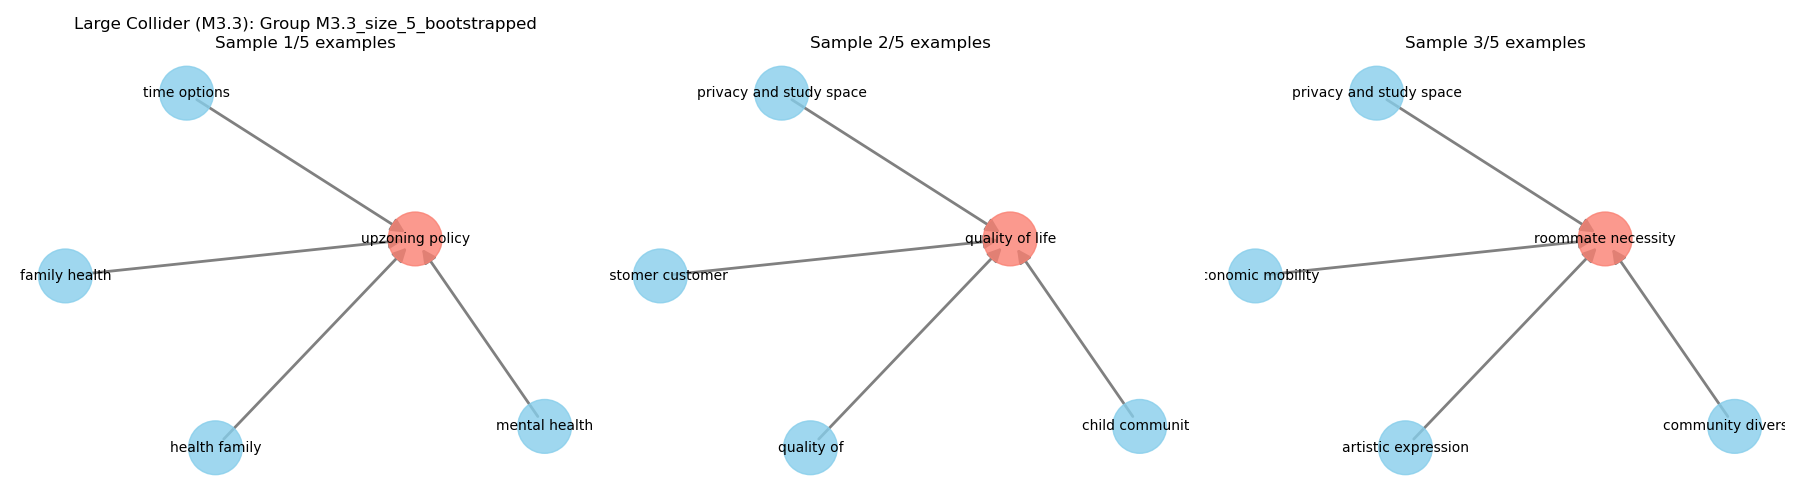 Large Collider (M3.3): Group M3.3_size_5_bootstrapped
Sample 1/5 examples
time options
upzoning policy
family health
health family
mental health
Sample 2/5 examples
privacy and study space
quality of life
stomer customer
quality of
child communit
Sample 3/5 examples
privacy and study space
roommate necessity
conomic mobility
artistic expression
community divers